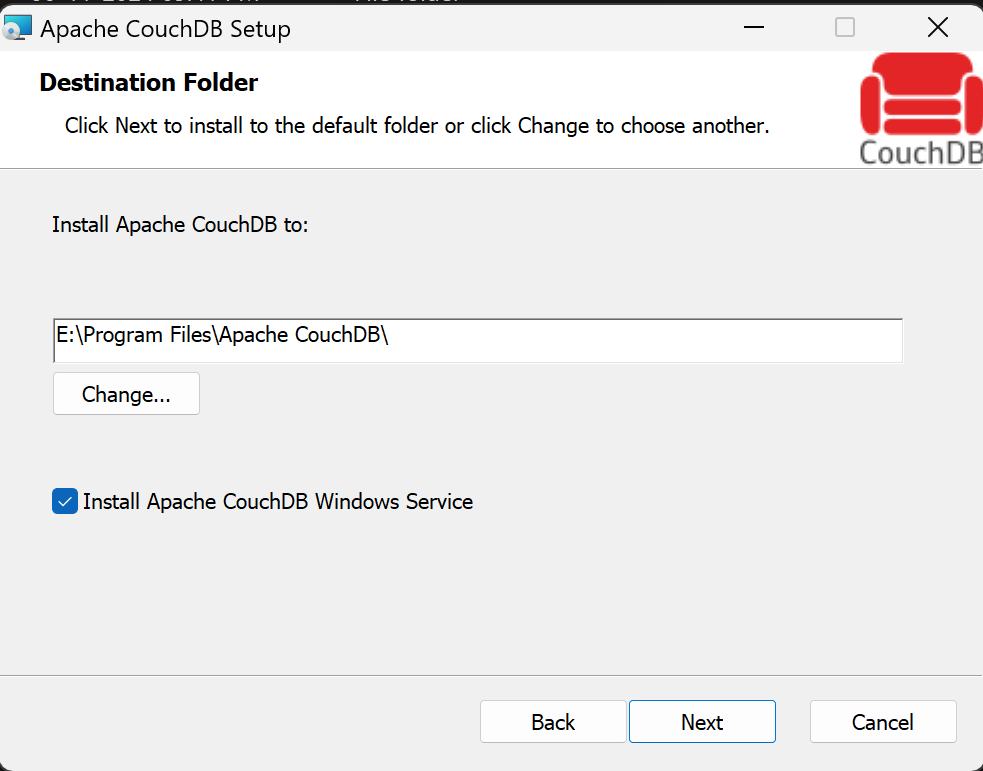 Apache CouchDB Setup
Destination Folder
Click Next to install to the default folder or click Change to choose another.
CouchDB
Install Apache CouchDB to:
E:\Program Files\Apache CouchDB\
Change...
Install Apache CouchDB Windows Service
Back
Next
Cancel